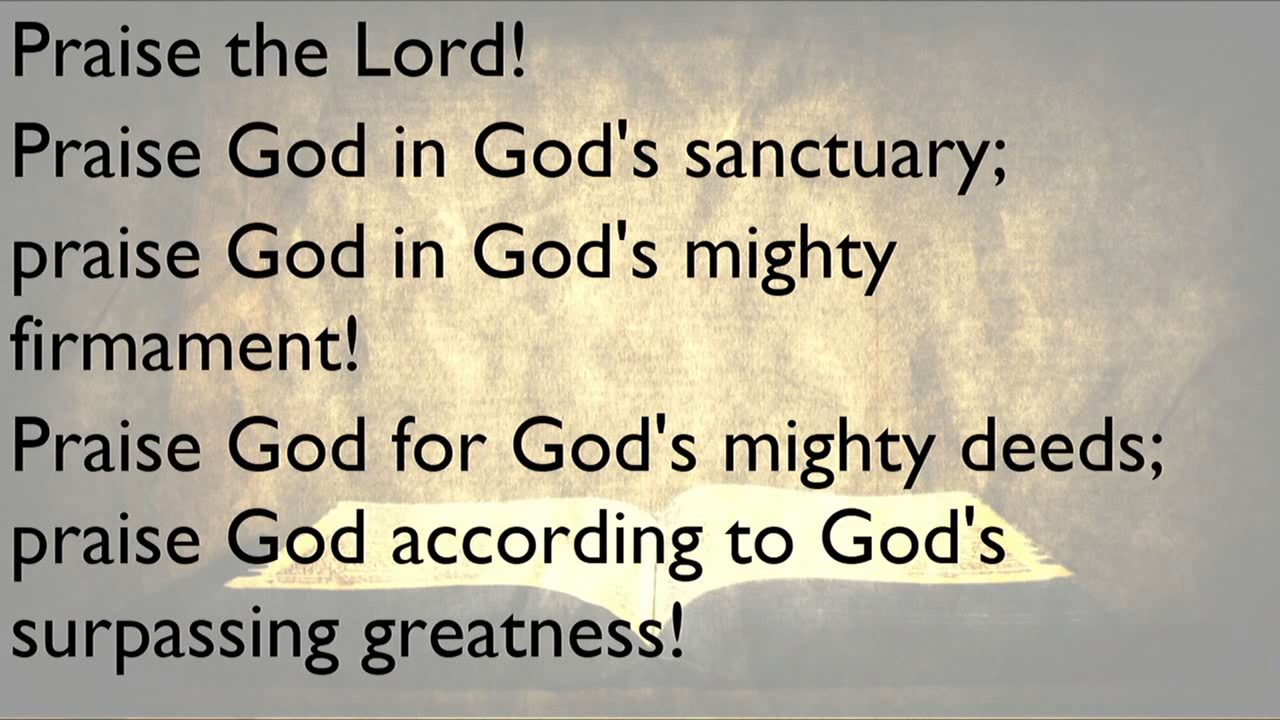 Praise the Lord!
Praise God in God's sanctuary;
praise God in God's mighty
firmament!
Praise God for God's mighty deeds;
praise God according to God's
surpassing greatness!